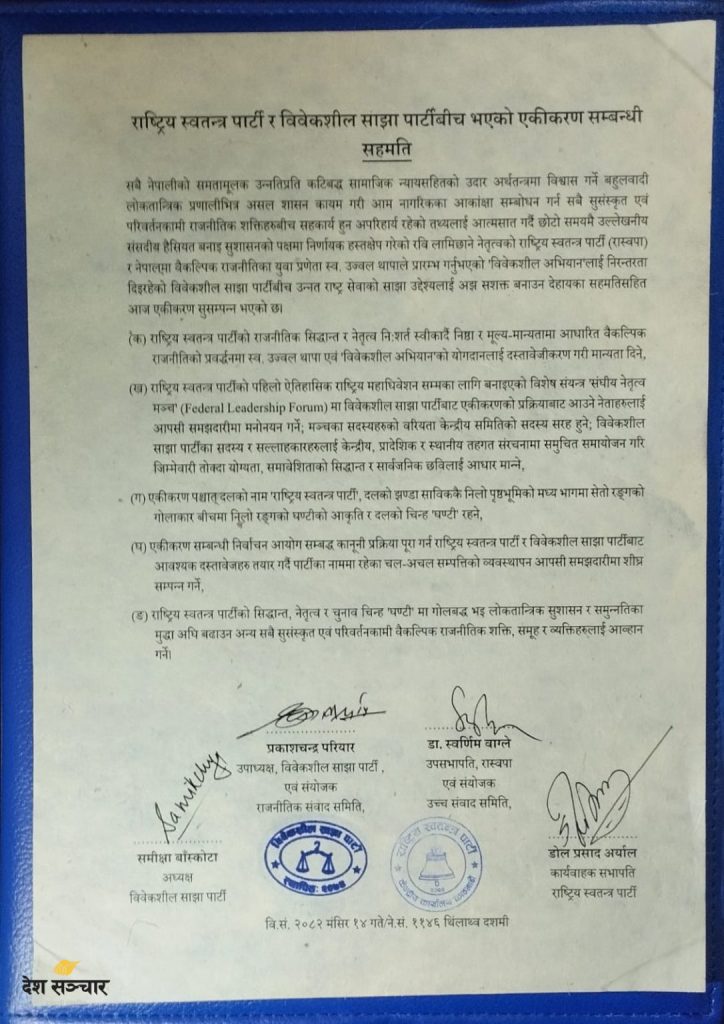 राष्ट्रिय स्वतन्त्र पार्टी र विवेकशील साझा पार्टीबीच भएको एकीकरण सम्बन्धी
सहमति
सबै नेपालीको समतामूलक उन्नतिप्रति कटिबद्ध सामाजिक न्यायसहितको उदार अर्थतन्त्रमा विश्वास गर्ने बहुलवादी
लोकतान्त्रिक प्रणालीभित्र असल शासन कायम गरी आम नागरिकका आकांक्षा सम्बोधन गर्न सबै सुसंस्कृत एवं
परिवर्तनकामी राजनीतिक शक्तिहरुबीच सहकार्य हुन अपरिहार्य रहेको तथ्यलाई आत्मसात गर्दै छोटो समयमै उल्लेखनीय
संसदीय हैसियत बनाइ सुशासनको पक्षमा निर्णायक हस्तक्षेप गरेको रवि लामिछाने नेतृत्वको राष्ट्रिय स्वतन्त्र पार्टी (रास्वपा)
र नेपालमा वैकल्पिक राजनीतिका युवा प्रणेता स्व. उज्वल थापाले प्रारम्भ गर्नुभएको 'विवेकशील अभियान'लाई निरन्तरता
दिइरहेको विवेकशील साझा पार्टीबीच उन्नत राष्ट्र सेवाको साझा उद्देश्यलाई अझ सशक्त बनाउन देहायका सहमतिसहित
आज एकीकरण सुसम्पन्न भएको छ।
(क) राष्ट्रिय स्वतन्त्र पार्टीको राजनीतिक सिद्धान्त र नेतृत्व नि:शर्त स्वीकार्दै निष्ठा र मूल्य-मान्यतामा आधारित वैकल्पिक
राजनीतिको प्रवर्द्धनमा स्व. उज्वल थापा एवं 'विवेकशील अभियान'को योगदानलाई दस्तावेजीकरण गरी मान्यता दिने,
(ख) राष्ट्रिय स्वतन्त्र पार्टीको पहिलो ऐतिहासिक राष्ट्रिय महाधिवेशन सम्मका लागि बनाइएको विशेष संयन्त्र 'संघीय नेतृत्व
मञ्च' (Federal Leadership Forum) मा विवेकशील साझा पार्टीबाट एकीकरणको प्रक्रियाबाट आउने नेताहरुलाई
आपसी समझदारीमा मनोनयन गर्ने; मञ्चका सदस्यहरुको वरियता केन्द्रीय समितिको सदस्य सरह हुने; विवेकशील
साझा पार्टीका सदस्य र सल्लाहकारहरुलाई केन्द्रीय, प्रादेशिक र स्थानीय तहगत संरचनामा समुचित समायोजन गरि
जिम्मेवारी तोक्दा योग्यता, समावेशिताको सिद्धान्त र सार्वजनिक छविलाई आधार मान्ने,
(ग) एकीकरण पश्चात् दलको नाम 'राष्ट्रिय स्वतन्त्र पार्टी', दलको झण्डा साविककै निलो पृष्ठभूमिको मध्य भागमा सेतो रङ्गको
गोलाकार बीचमा निलो रङ्गको घण्टीको आकृति र दलको चिन्ह 'घण्टी' रहने,
(घ) एकीकरण सम्बन्धी निर्वाचन आयोग सम्बद्ध कानूनी प्रक्रिया पूरा गर्न राष्ट्रिय स्वतन्त्र पार्टी र विवेकशील साझा पार्टीबाट
आवश्यक दस्तावेजहरु तयार गर्दै पार्टीका नाममा रहेका चल-अचल सम्पत्तिको व्यवस्थापन आपसी समझदारीमा शीघ्र
सम्पन्न गर्ने,
(ङ) राष्ट्रिय स्वतन्त्र पार्टीको सिद्धान्त, नेतृत्व र चुनाव चिन्ह 'घण्टी' मा गोलबद्ध भइ लोकतान्त्रिक सुशासन र समुन्नतिका
मुद्धा अघि बढाउन अन्य सबै सुसंस्कृत एवं परिवर्तनकामी वैकल्पिक राजनीतिक शक्ति, समूह र व्यक्तिहरुलाई आव्हान
गर्ने।
प्रकाशचन्द्र परियार
उपाध्यक्ष, विवेकशील साझा पार्टी ,
एवं संयोजक
राजनीतिक संवाद समिति,
डा. स्वर्णिम वाग्ले
उपसभापति, रास्वपा
एवं संयोजक
उच्च संवाद समिति,
समीक्षा बाँस्कोटा
अध्यक्ष
विवेकशील साझा पार्टी
विवेकशील साझा पार्टी
स्थापित: २०७४
राष्ट्रिय स्वतन्त्र पार्टी
केन्द्रीय कार्यालय काठमाडौं
डोल प्रसाद अर्याल
कार्यवाहक सभापति
राष्ट्रिय स्वतन्त्र पार्टी
वि.सं. २०८२ मंसिर १४ गते/ने.सं. ११४६ थिंलाथ्व दशमी
देश सञ्चार